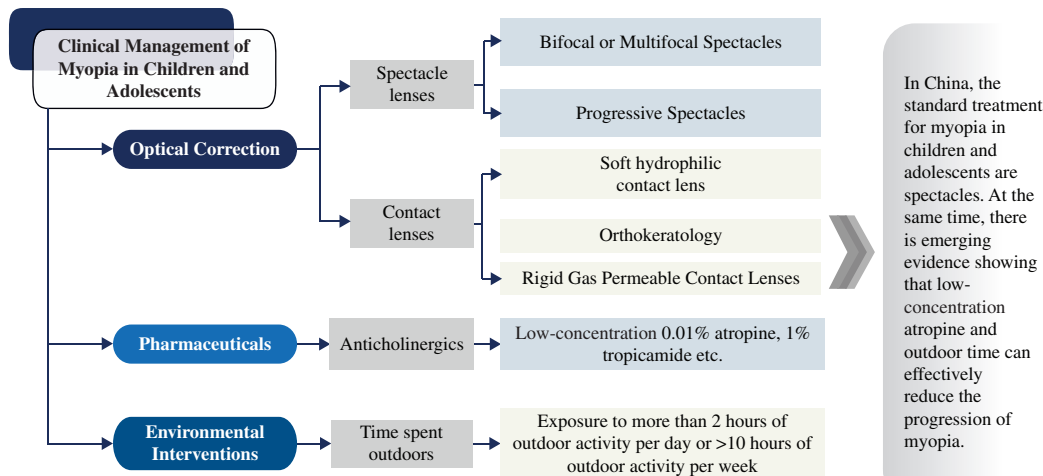 Clinical Management of
Myopia in Children and
Adolescents
Optical Correction
Spectacle
lenses
Bifocal or Multifocal Spectacles
Progressive Spectacles
Contact
lenses
Soft hydrophilic
contact lens
Orthokeratology
Rigid Gas Permeable Contact Lenses
Pharmaceuticals
Anticholinergics
Low-concentration 0.01% atropine, 1%
tropicamide etc.
Environmental
Interventions
Time spent
outdoors
Exposure to more than 2 hours of
outdoor activity per day or >10 hours of
outdoor activity per week
In China, the
standard treatment
for myopia in
children and
adolescents are
spectacles. At the
same time, there
is emerging
evidence showing
that low-
concentration
atropine and
outdoor time can
effectively
reduce the
progression of
myopia.